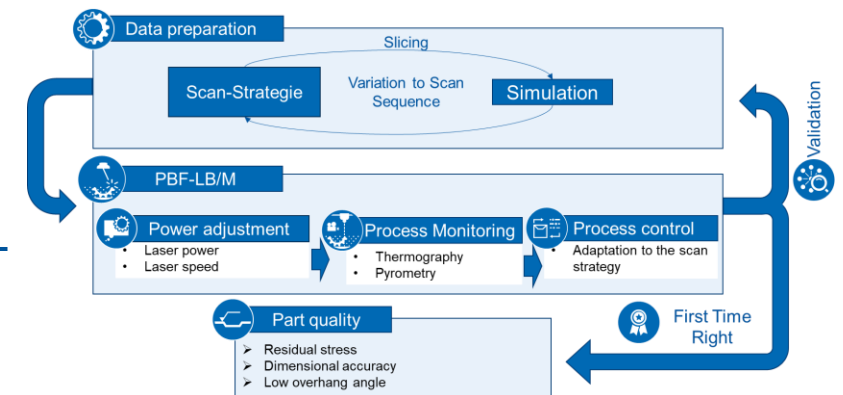 Data preparation
Slicing
Scan-Strategie
Variation to Scan
Sequence
Simulation
Validation
PBF-LB/M
Power adjustment
• Laser power
• Laser speed
Process Monitoring
• Thermography
• Pyrometry
Process control
• Adaptation to the scan
strategy
Part quality
➢ Residual stress
➢ Dimensional accuracy
➢ Low overhang angle
First Time
Right